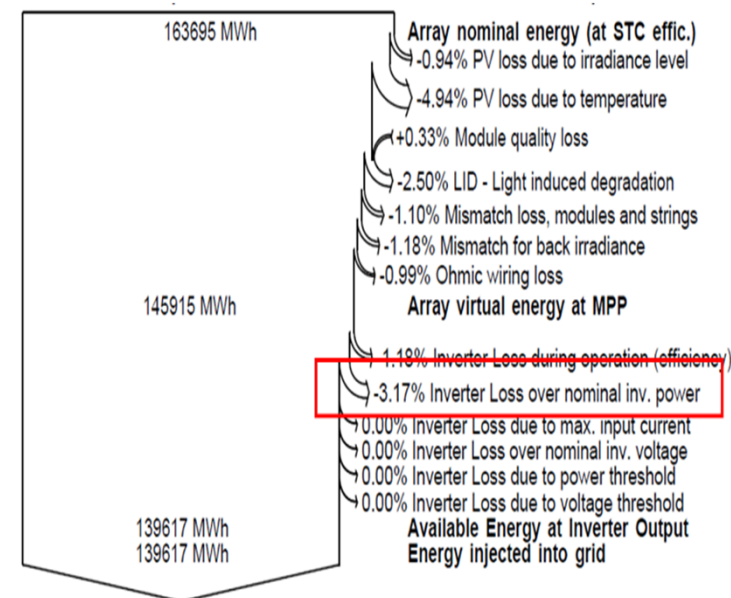 163695 MWh Array nominal energy (at STC effic.)
-0.94% PV loss due to irradiance level
-4.94% PV loss due to temperature
+0.33% Module quality loss
-2.50% LID - Light induced degradation
-1.10% Mismatch loss, modules and strings
-1.18% Mismatch for back irradiance
-0.99% Ohmic wiring loss
145915 MWh Array virtual energy at MPP
-1.18% Inverter Loss during operation (efficiency)
-3.17% Inverter Loss over nominal inv. power
0.00% Inverter Loss due to max. input current
0.00% Inverter Loss over nominal inv. voltage
0.00% Inverter Loss due to power threshold
0.00% Inverter Loss due to voltage threshold
139617 MWh Available Energy at Inverter Output
139617 MWh Energy injected into grid